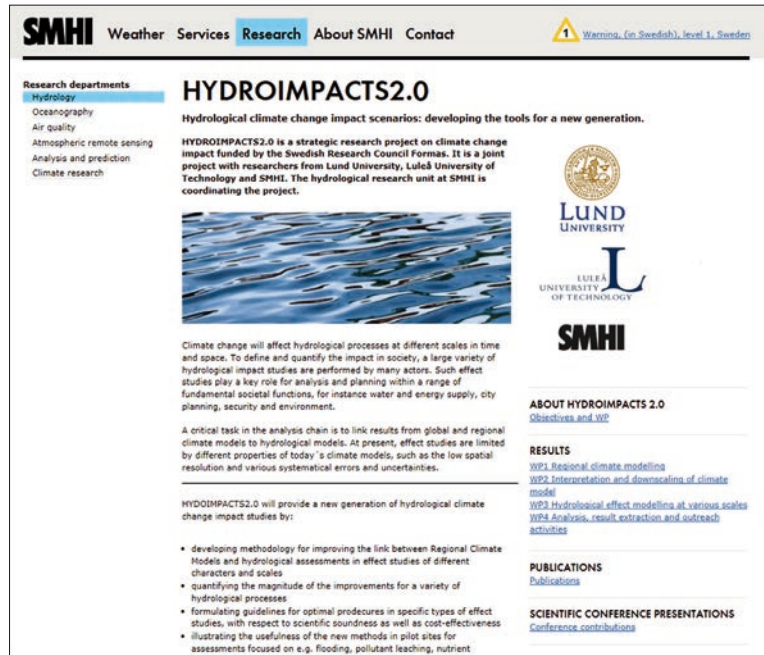 SMHI Weather Services Research About SMHI Contact
1 Warning, (in Swedish), level 1, Sweden
Research departments
Hydrology
Oceanography
Air quality
Atmospheric remote sensing
Analysis and prediction
Climate research
HYDROIMPACTS2.0
Hydrological climate change impact scenarios: developing the tools for a new generation.
HYDROIMPACTS2.0 is a strategic research project on climate change
impact funded by the Swedish Research Council Formas. It is a joint
project with researchers from Lund University, Luleå University of
Technology and SMHI. The hydrological research unit at SMHI is
coordinating the project.
Climate change will affect hydrological processes at different scales in time
and space. To define and quantify the impact in society, a large variety of
hydrological impact studies are performed by many actors. Such effect
studies play a key role for analysis and planning within a range of
fundamental societal functions, for instance water and energy supply, city
planning, security and environment.
A critical task in the analysis chain is to link results from global and regional
climate models to hydrological models. At present, effect studies are limited
by different properties of today´s climate models, such as the low spatial
resolution and various systematical errors and uncertainties.
HYDOIMPACTS2.0 will provide a new generation of hydrological climate
change impact studies by:
• developing methodology for improving the link between Regional Climate
Models and hydrological assessments in effect studies of different
characters and scales
• quantifying the magnitude of the improvements for a variety of
hydrological processes
• formulating guidelines for optimal prodecures in specific types of effect
studies, with respect to scientific soundness as well as cost-effectiveness
• illustrating the usefulness of the new methods in pilot sites for
assessments focused on e.g. flooding, pollutant leaching, nutrient
LUND
UNIVERSITY
LULEÅ
UNIVERSITY
OF TECHNOLOGY
L
SMHI
ABOUT HYDROIMPACTS 2.0
Objectives and WP
RESULTS
WP1 Regional climate modelling
WP2 Interpretation and downscaling of climate
model
WP3 Hydrological effect modelling at various scales
WP4 Analysis, result extraction and outreach
activities
PUBLICATIONS
Publications
SCIENTIFIC CONFERENCE PRESENTATIONS
Conference contributions